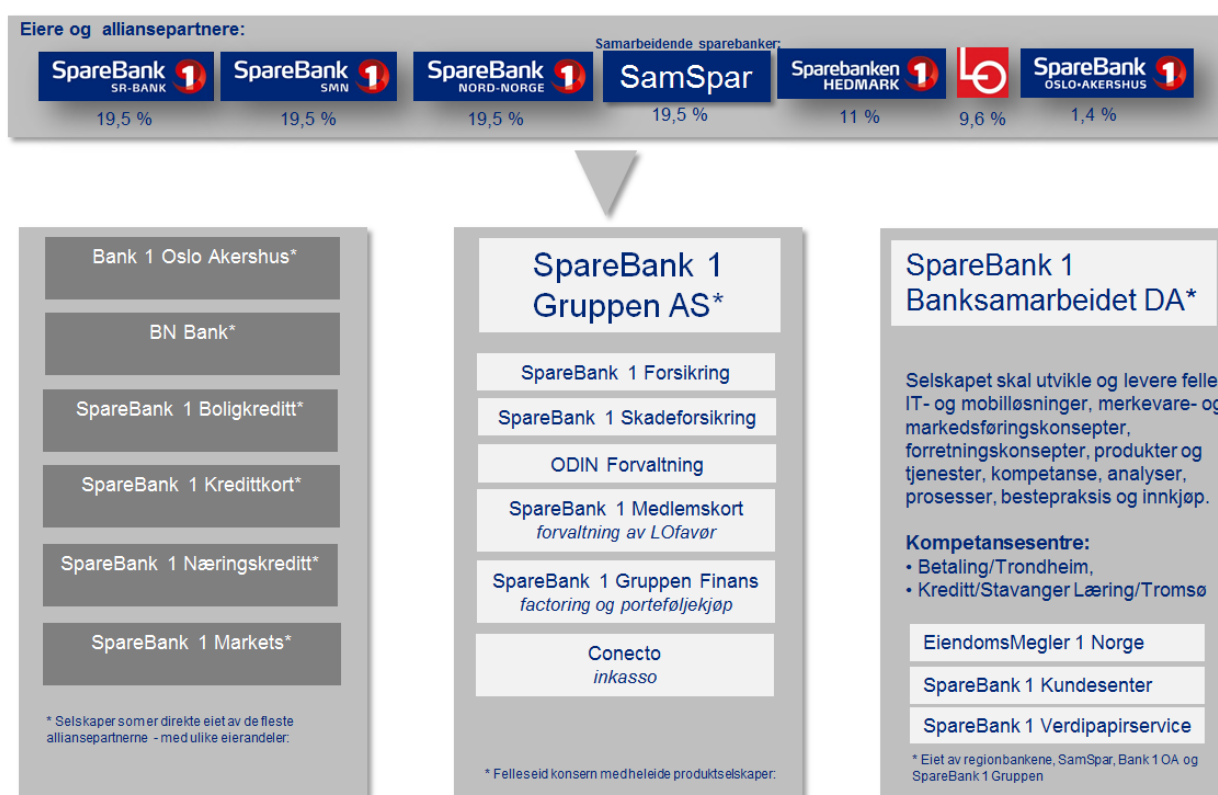 Eiere og alliansepartnere:
Samarbeidende sparebanker:
SpareBank 1
SR-BANK
19,5 %
SpareBank 1
SMN
19,5 %
SpareBank 1
NORD-NORGE
19,5 %
SamSpar
19,5 %
Sparebanken 1
HEDMARK
11 %
LO
9,6 %
SpareBank 1
OSLO•AKERSHUS
1,4 %
Bank 1 Oslo Akershus*
BN Bank*
SpareBank 1 Boligkreditt*
SpareBank 1 Kredittkort*
SpareBank 1 Næringskreditt*
SpareBank 1 Markets*
* Selskaper som er direkte eiet av de fleste
alliansepartnerne - med ulike eierandeler:
SpareBank 1
Gruppen AS*
SpareBank 1 Forsikring
SpareBank 1 Skadeforsikring
ODIN Forvaltning
SpareBank 1 Medlemskort
forvaltning av LOfavør
SpareBank 1 Gruppen Finans
factoring og porteføljekjøp
Conecto
inkasso
* Felleseid konsern med heleide produktselskaper:
SpareBank 1
Banksamarbeidet DA*
Selskapet skal utvikle og levere felle
IT- og mobilløsninger, merkevare- og
markedsføringskonsepter,
forretningskonsepter, produkter og
tjenester, kompetanse, analyser,
prosesser, bestepraksis og innkjøp.
Kompetansesentre:
• Betaling/Trondheim,
• Kreditt/Stavanger Læring/Tromsø
EiendomsMegler 1 Norge
SpareBank 1 Kundesenter
SpareBank 1 Verdipapirservice
* Eiet av regionbankene, SamSpar, Bank 1 OA og
SpareBank 1 Gruppen